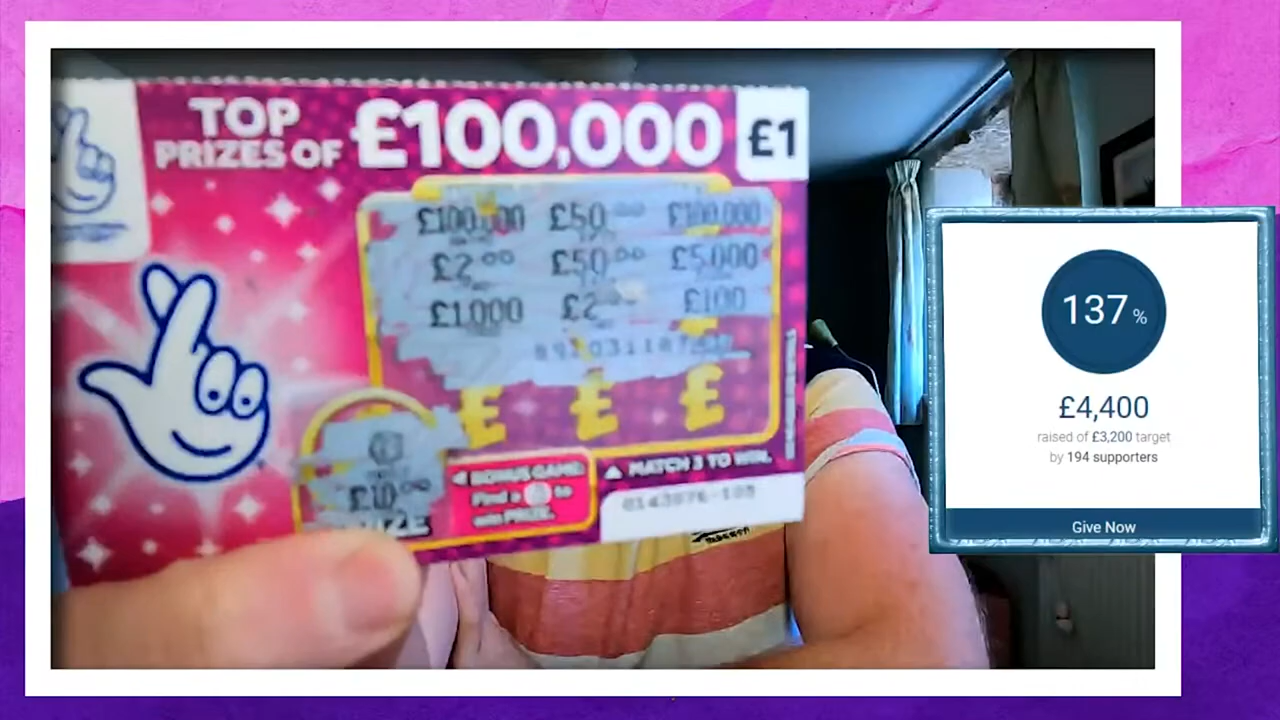 TOP
PRIZES OF £100,000 £1
£100,000 £50.00 £100,000
£2.00 £50.00 £5,000
£1,000 £2 £100
£10.00
BONUS GAME:
Find a to
win PRIZE.
MATCH 3 TO WIN.
137 %
£4,400
raised of £3,200 target
by 194 supporters
Give Now